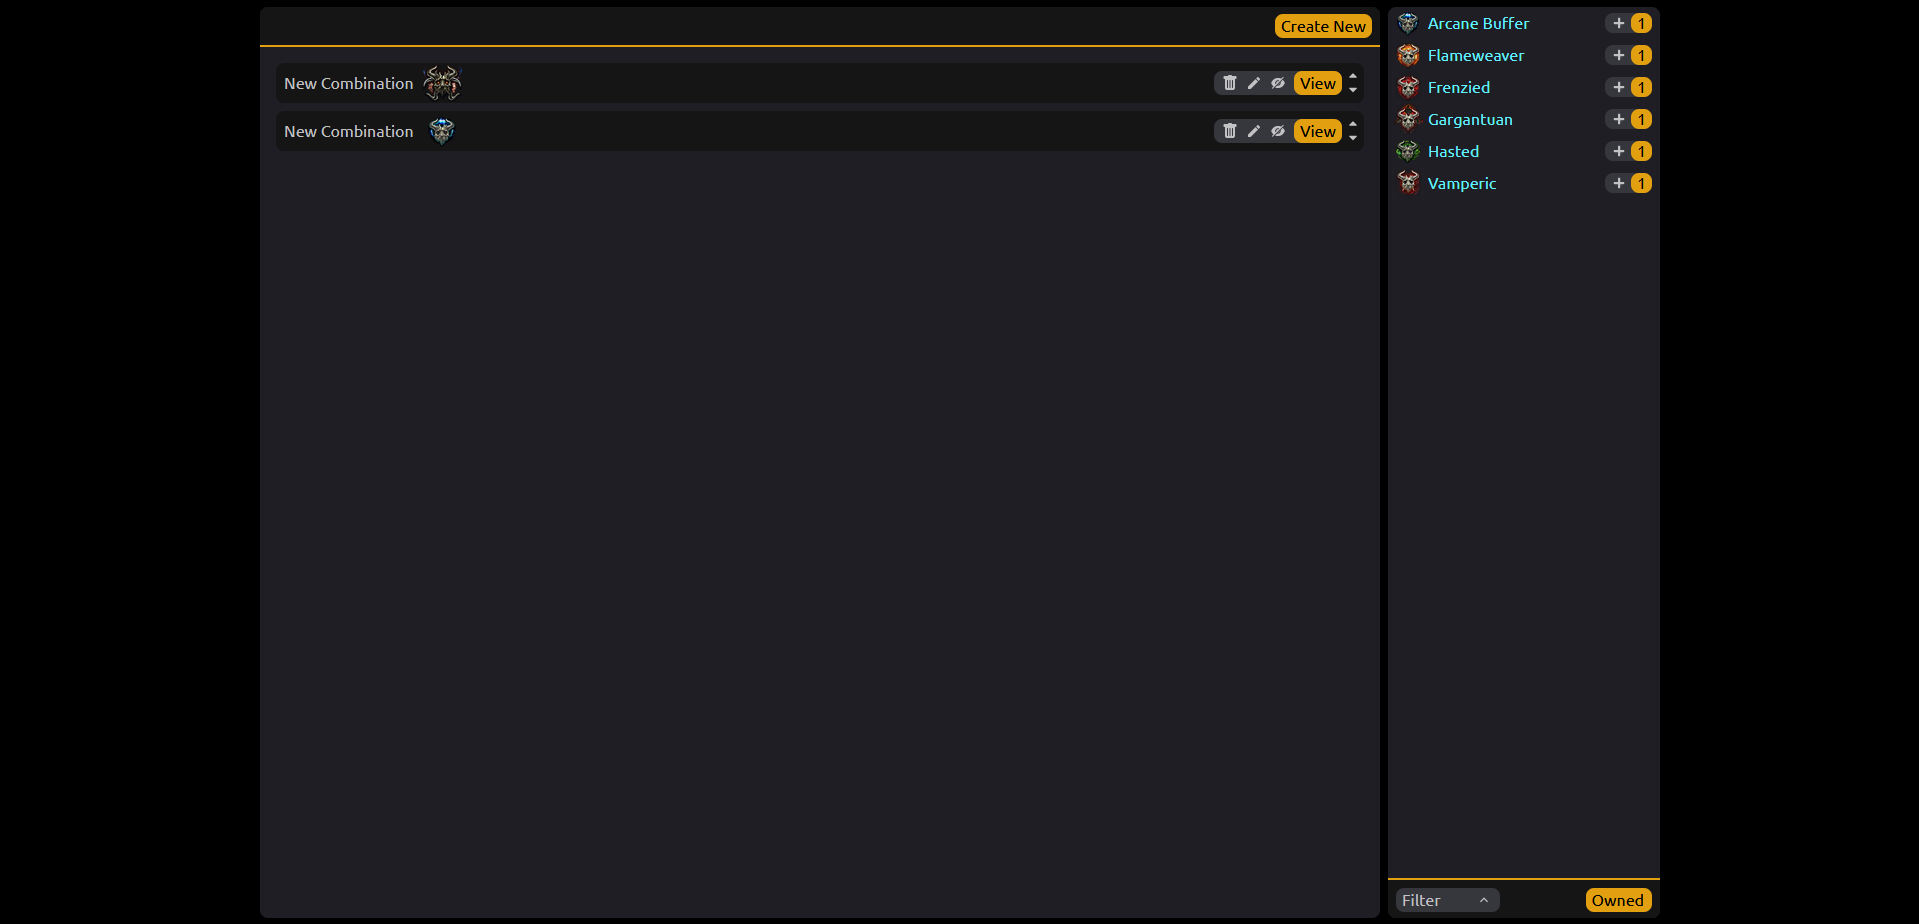 Create New
New Combination View
New Combination View
Arcane Buffer + 1
Flameweaver + 1
Frenzied + 1
Gargantuan + 1
Hasted + 1
Vamperic + 1
Filter Owned